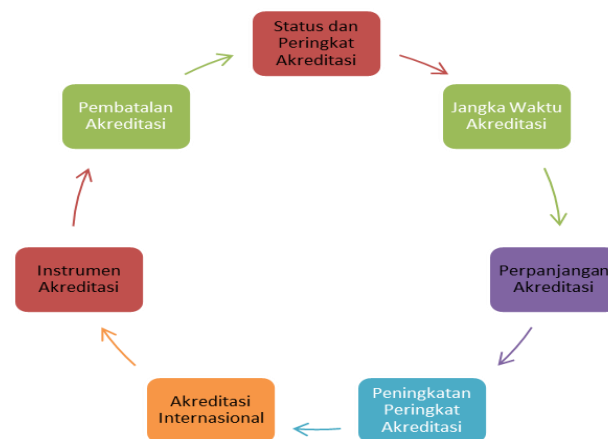 Status dan
Peringkat
Akreditasi
Jangka Waktu
Akreditasi
Perpanjangan
Akreditasi
Peningkatan
Peringkat
Akreditasi
Akreditasi
Internasional
Instrumen
Akreditasi
Pembatalan
Akreditasi